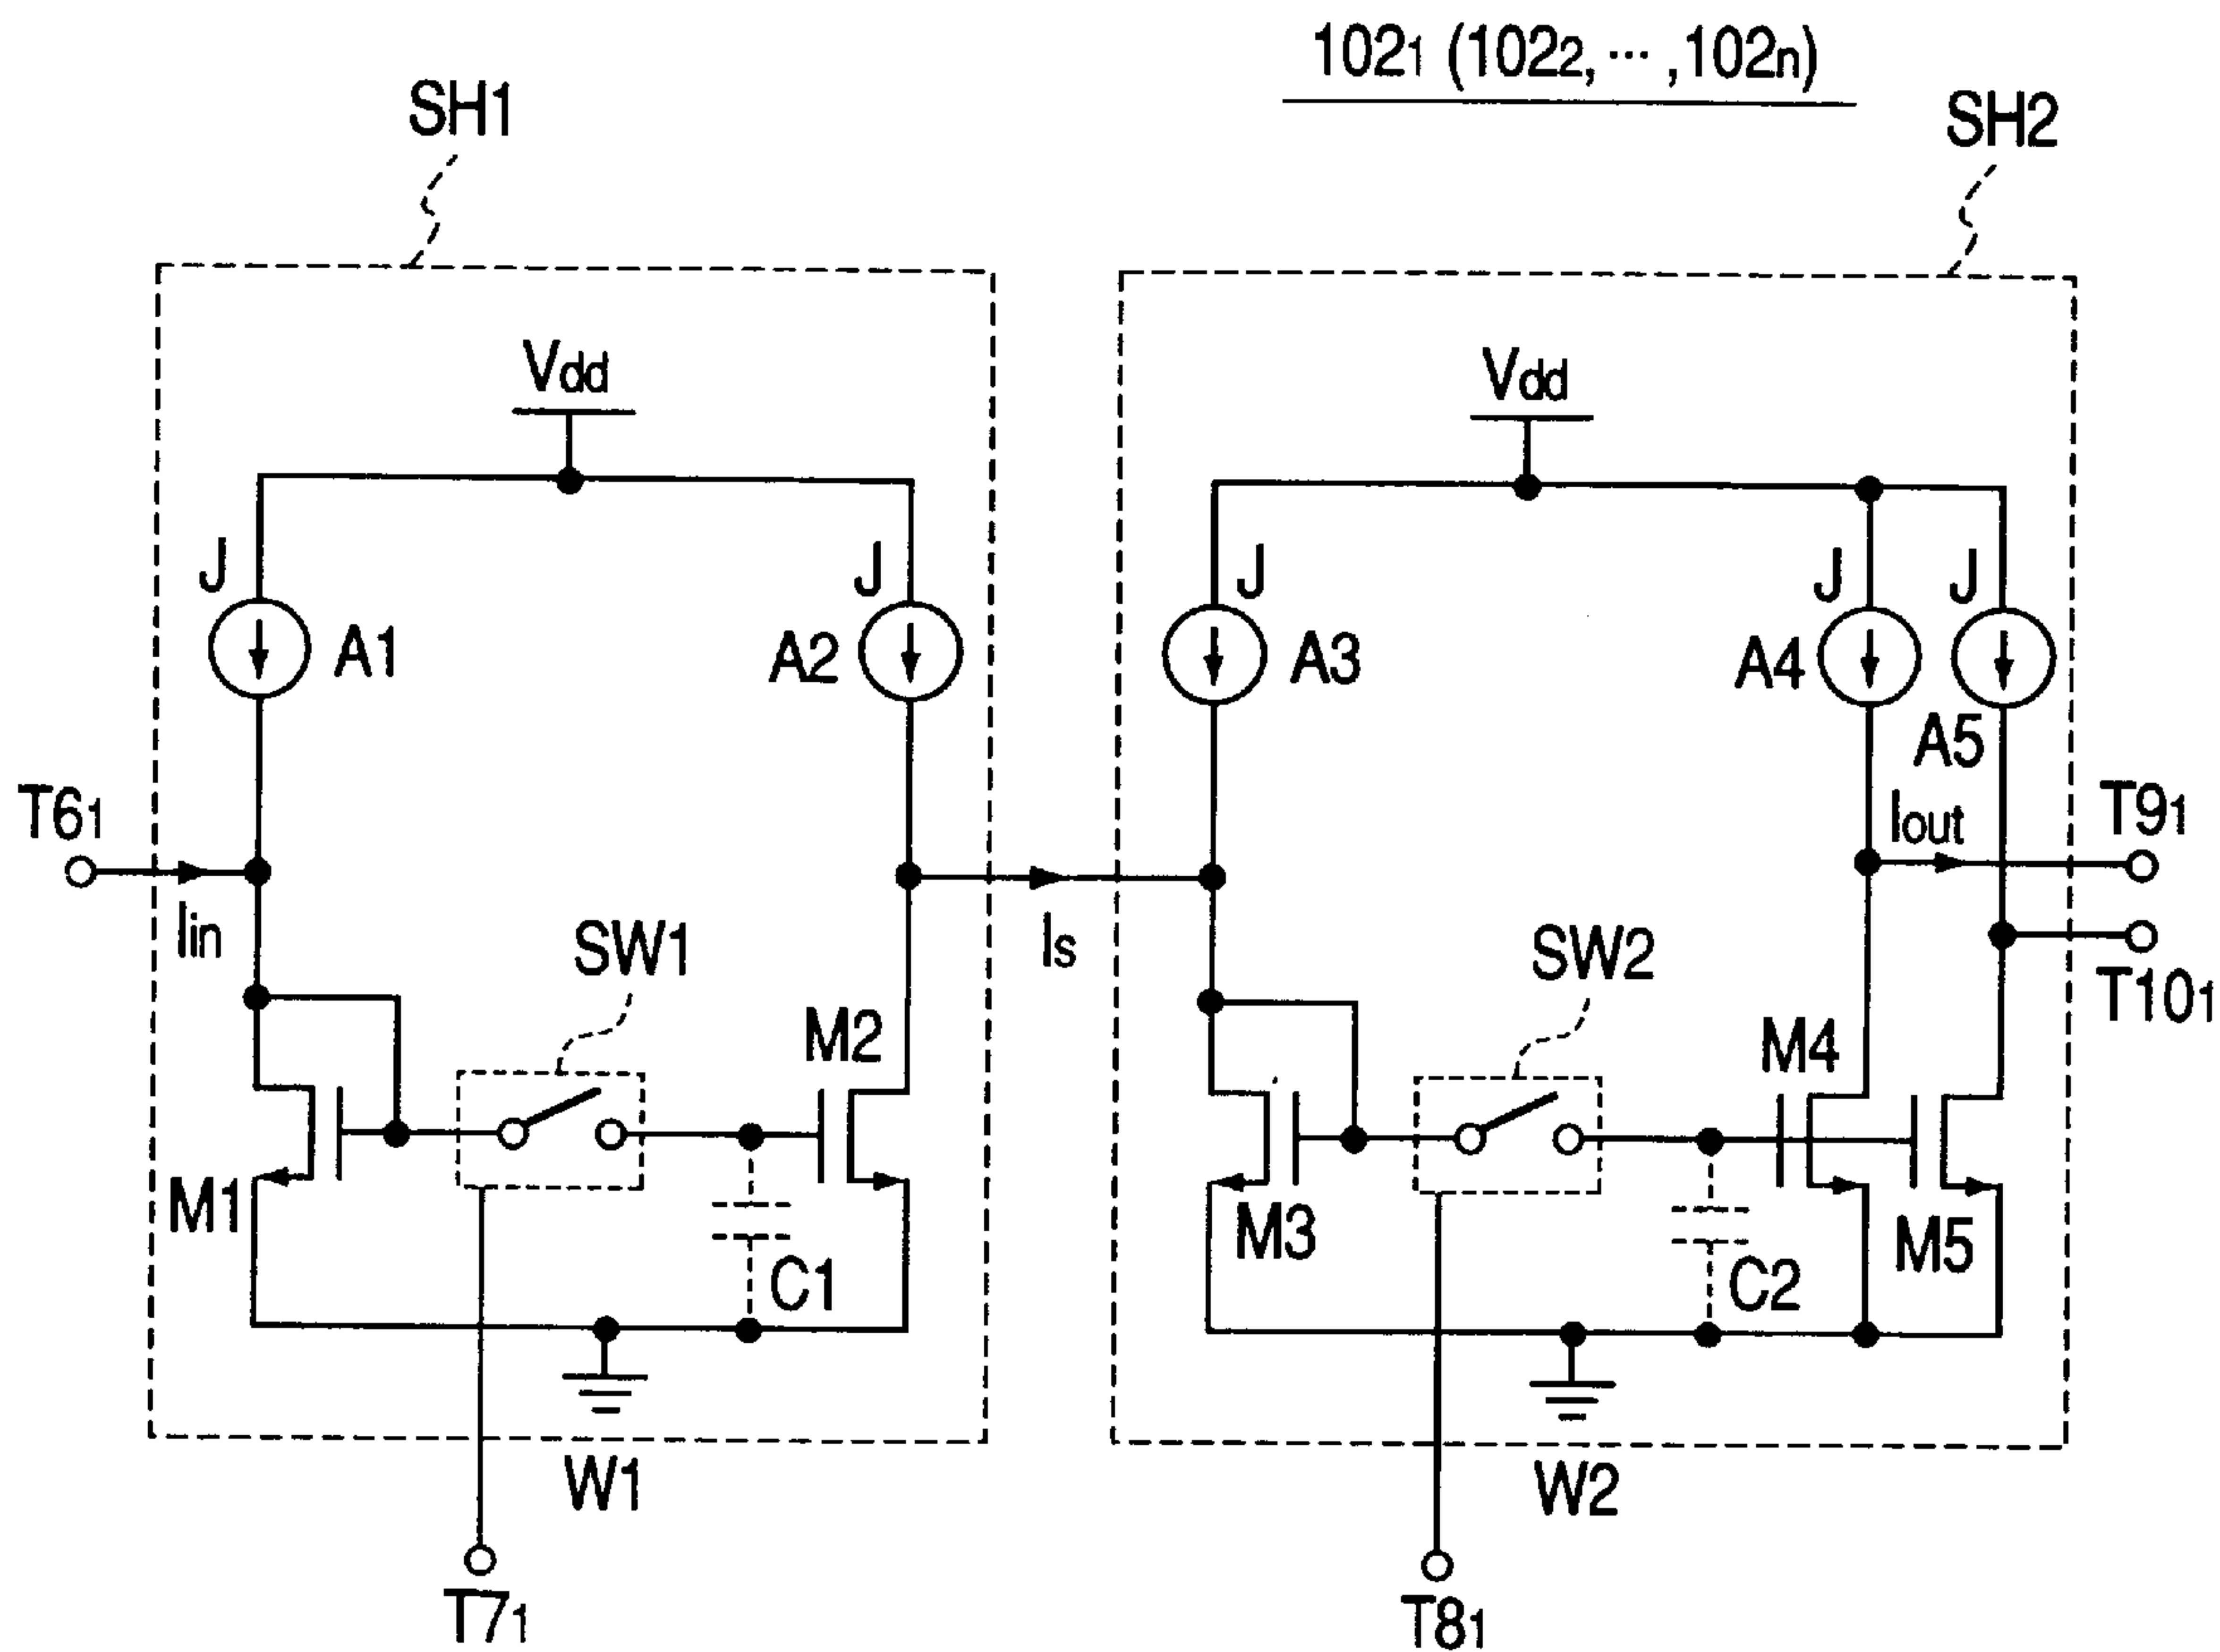 102₁ (102₂, ··· ,102n)
SH1
SH2
Vdd
Vdd
J
J
J
J
J
A1
A2
A3
A4
A5
T6₁
Iin
Is
Iout
T9₁
T10₁
SW1
SW2
M2
M4
M1
M3
M5
C1
C2
W1
W2
T7₁
T8₁